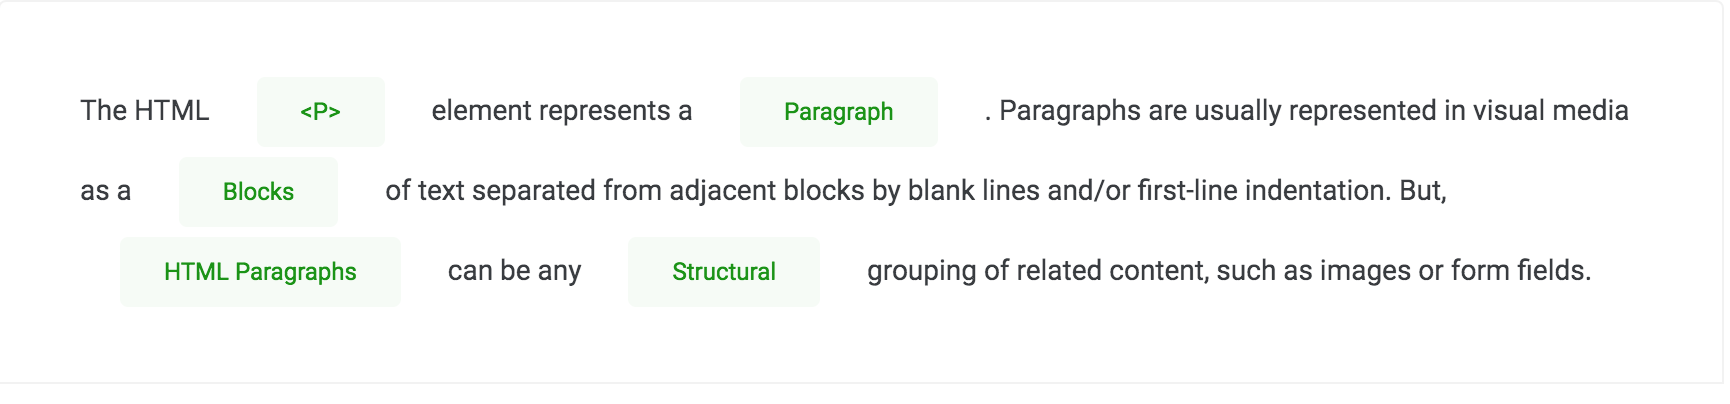 The HTML <P> element represents a Paragraph . Paragraphs are usually represented in visual media
as a Blocks of text separated from adjacent blocks by blank lines and/or first-line indentation. But,
HTML Paragraphs can be any Structural grouping of related content, such as images or form fields.